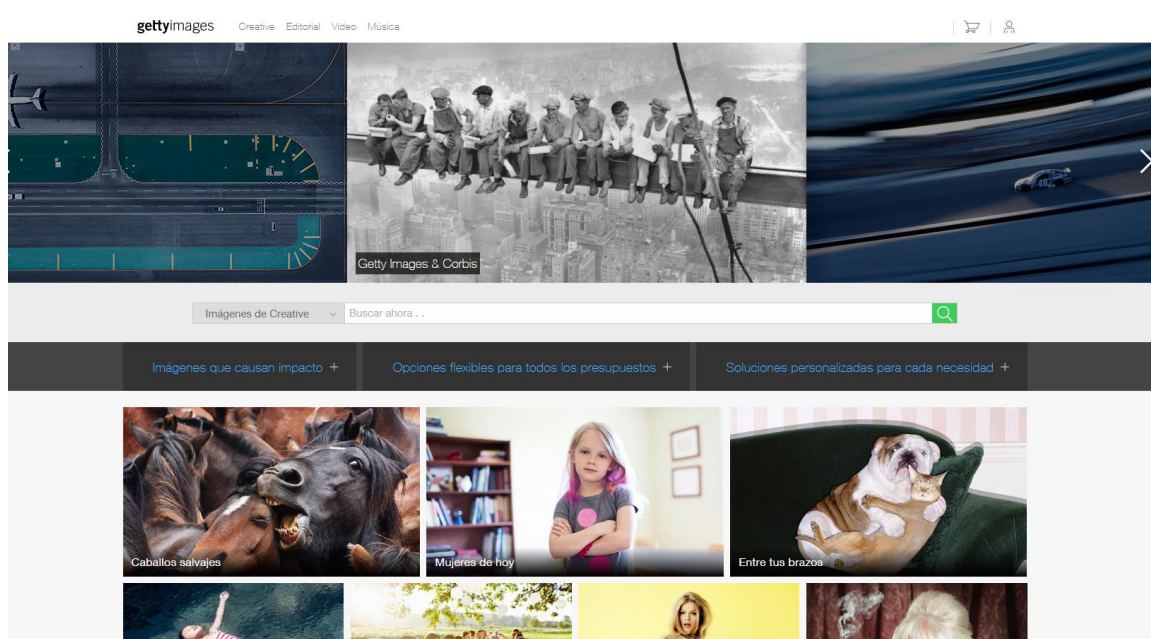 gettyimages
Creative Editorial Vídeo Música
Getty Images & Corbis
Imágenes de Creative
Buscar ahora . .
Imágenes que causan impacto +
Opciones flexibles para todos los presupuestos +
Soluciones personalizadas para cada necesidad +
Caballos salvajes
Mujeres de hoy
Entre tus brazos